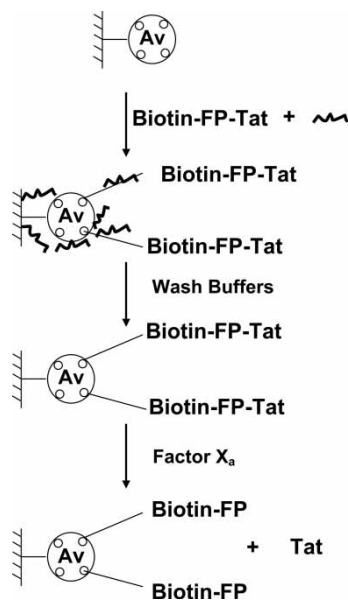 Av
Biotin-FP-Tat +
Biotin-FP-Tat
Av
Biotin-FP-Tat
Wash Buffers
Biotin-FP-Tat
Av
Biotin-FP-Tat
Factor Xₐ
Biotin-FP
Av + Tat
Biotin-FP